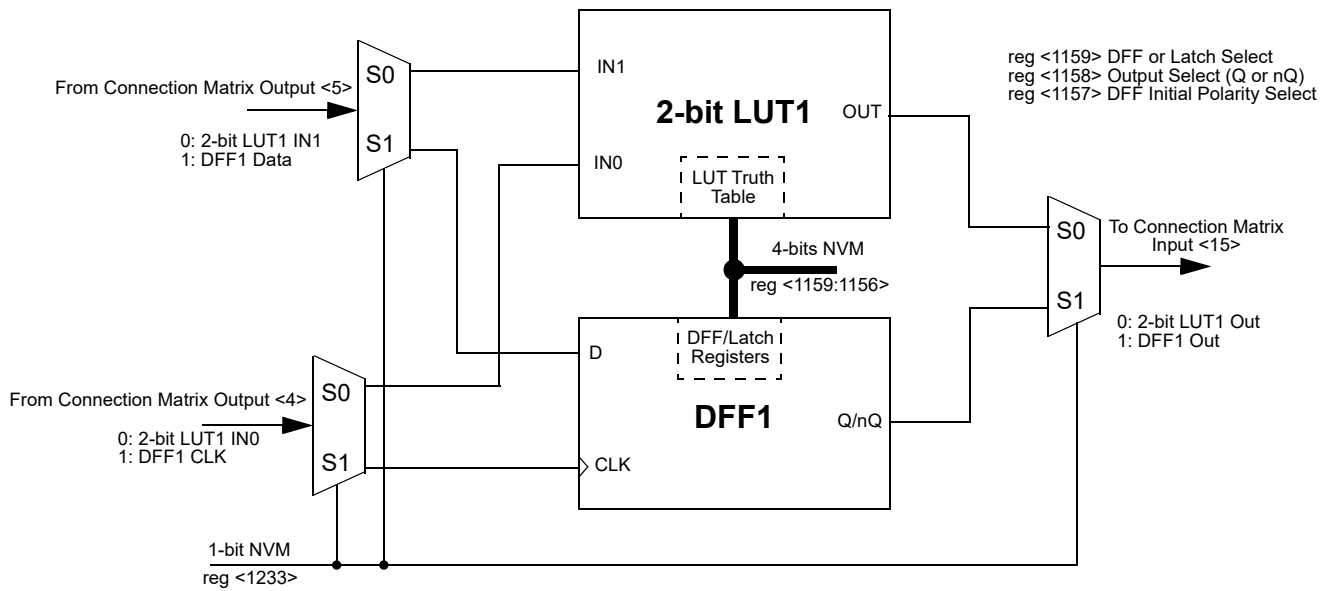 From Connection Matrix Output <5>
0: 2-bit LUT1 IN1
1: DFF1 Data
S0
S1
IN1
IN0
2-bit LUT1
OUT
LUT Truth
Table
reg <1159> DFF or Latch Select
reg <1158> Output Select (Q or nQ)
reg <1157> DFF Initial Polarity Select
4-bits NVM
reg <1159:1156>
S0
S1
To Connection Matrix
Input <15>
0: 2-bit LUT1 Out
1: DFF1 Out
From Connection Matrix Output <4>
0: 2-bit LUT1 IN0
1: DFF1 CLK
S0
S1
D
CLK
DFF/Latch
Registers
DFF1
Q/nQ
1-bit NVM
reg <1233>